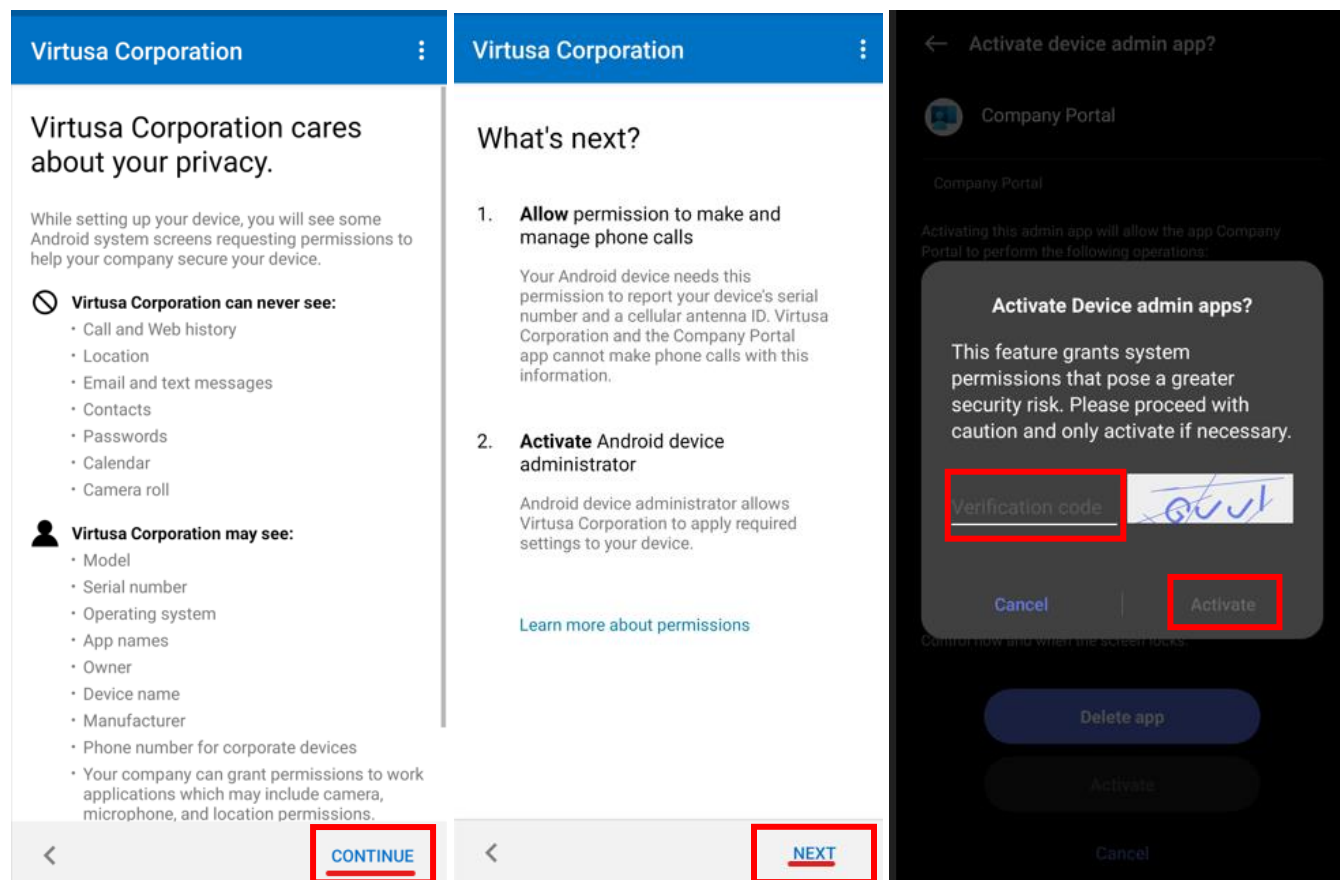 Virtusa Corporation
Virtusa Corporation cares
about your privacy.
While setting up your device, you will see some
Android system screens requesting permissions to
help your company secure your device.
Virtusa Corporation can never see:
• Call and Web history
• Location
• Email and text messages
• Contacts
• Passwords
• Calendar
• Camera roll
Virtusa Corporation may see:
• Model
• Serial number
• Operating system
• App names
• Owner
• Device name
• Manufacturer
• Phone number for corporate devices
• Your company can grant permissions to work
applications which may include camera,
microphone, and location permissions.
CONTINUE
Virtusa Corporation
What's next?
1. Allow permission to make and
manage phone calls
Your Android device needs this
permission to report your device's serial
number and a cellular antenna ID. Virtusa
Corporation and the Company Portal
app cannot make phone calls with this
information.
2. Activate Android device
administrator
Android device administrator allows
Virtusa Corporation to apply required
settings to your device.
Learn more about permissions
NEXT
Activate device admin app?
Company Portal
Company Portal
Activating this admin app will allow the app Company
Portal to perform the following operations:
Activate Device admin apps?
This feature grants system
permissions that pose a greater
security risk. Please proceed with
caution and only activate if necessary.
Verification code
Cancel
Activate
Control how and when the screen locks.
Delete app
Activate
Cancel